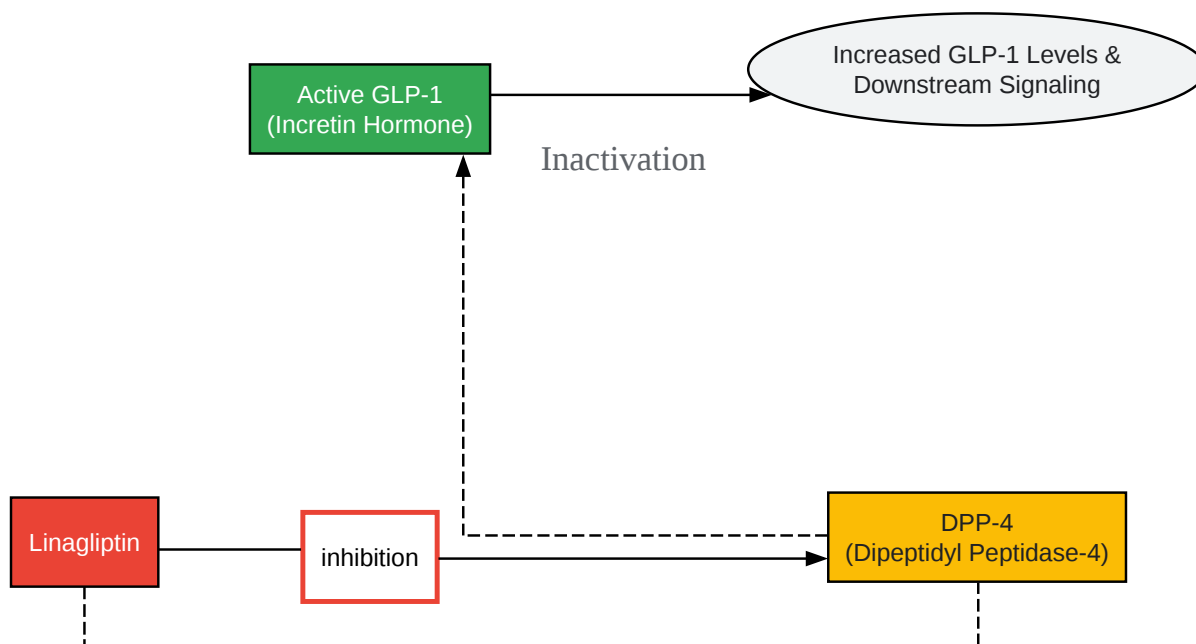 Increased GLP-1 Levels &
Downstream Signaling
Active GLP-1
(Incretin Hormone)
Inactivation
Linagliptin
inhibition
DPP-4
(Dipeptidyl Peptidase-4)